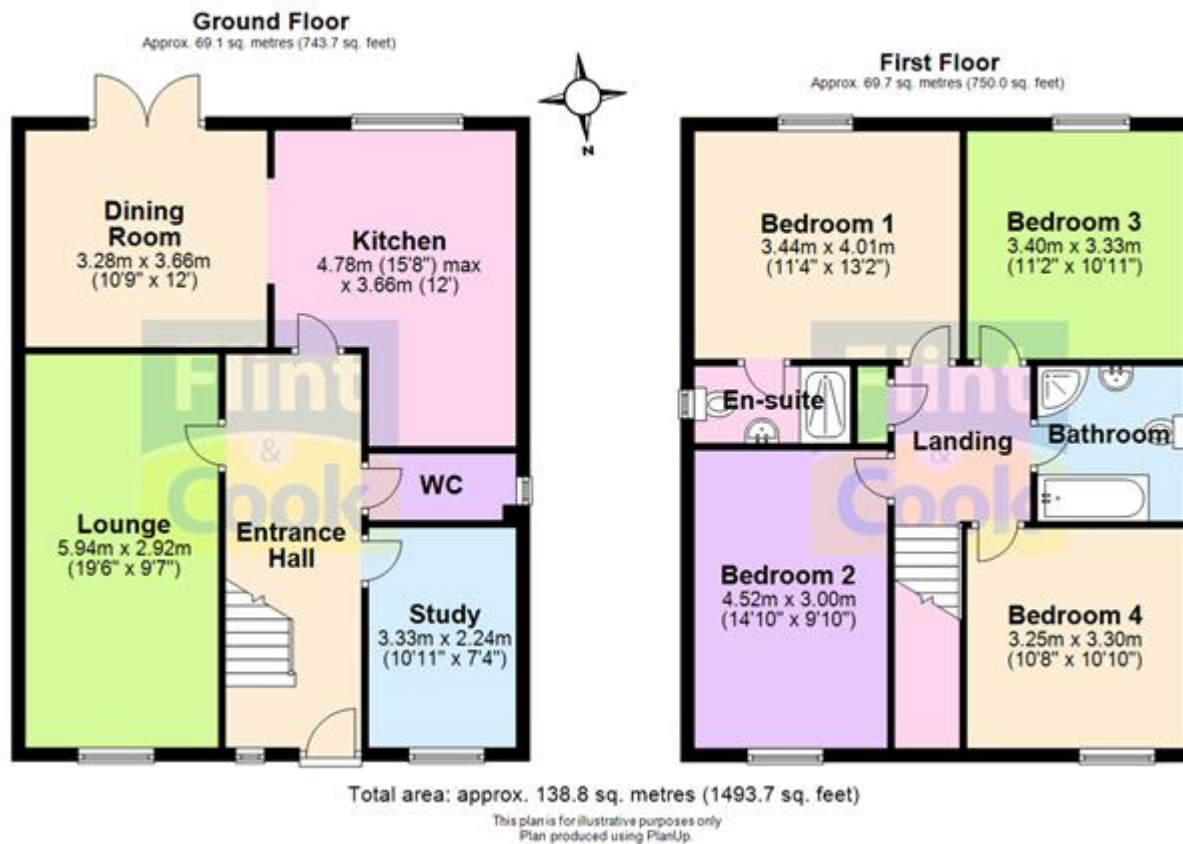 Ground Floor
Approx. 69.1 sq. metres (743.7 sq. feet)
Dining
Room
3.28m x 3.66m
(10'9" x 12')
Kitchen
4.78m (15'8") max
x 3.66m (12')
Lounge
5.94m x 2.92m
(19'6" x 9'7")
Entrance
Hall
WC
Study
3.33m x 2.24m
(10'11" x 7'4")
Flint
&
Cook
N
First Floor
Approx. 69.7 sq. metres (750.0 sq. feet)
Bedroom 1
3.44m x 4.01m
(11'4" x 13'2")
Bedroom 3
3.40m x 3.33m
(11'2" x 10'11")
En-suite
Landing
Bathroom
Bedroom 2
4.52m x 3.00m
(14'10" x 9'10")
Bedroom 4
3.25m x 3.30m
(10'8" x 10'10")
Flint
&
Cook
Total area: approx. 138.8 sq. metres (1493.7 sq. feet)
This plan is for illustrative purposes only
Plan produced using PlanUp.